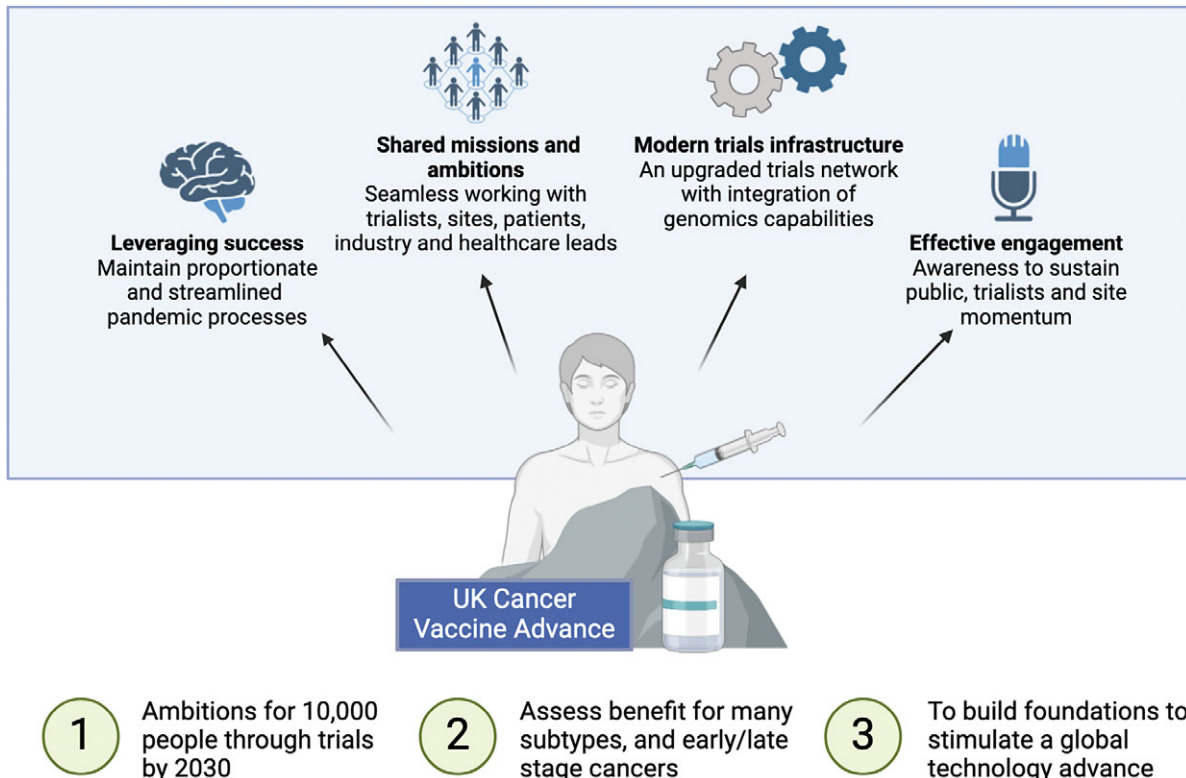 Leveraging success
Maintain proportionate
and streamlined
pandemic processes
Shared missions and
ambitions
Seamless working with
trialists, sites, patients,
industry and healthcare leads
Modern trials infrastructure
An upgraded trials network
with integration of
genomics capabilities
Effective engagement
Awareness to sustain
public, trialists and site
momentum
UK Cancer
Vaccine Advance
1
Ambitions for 10,000
people through trials
by 2030
2
Assess benefit for many
subtypes, and early/late
stage cancers
3
To build foundations to
stimulate a global
technology advance